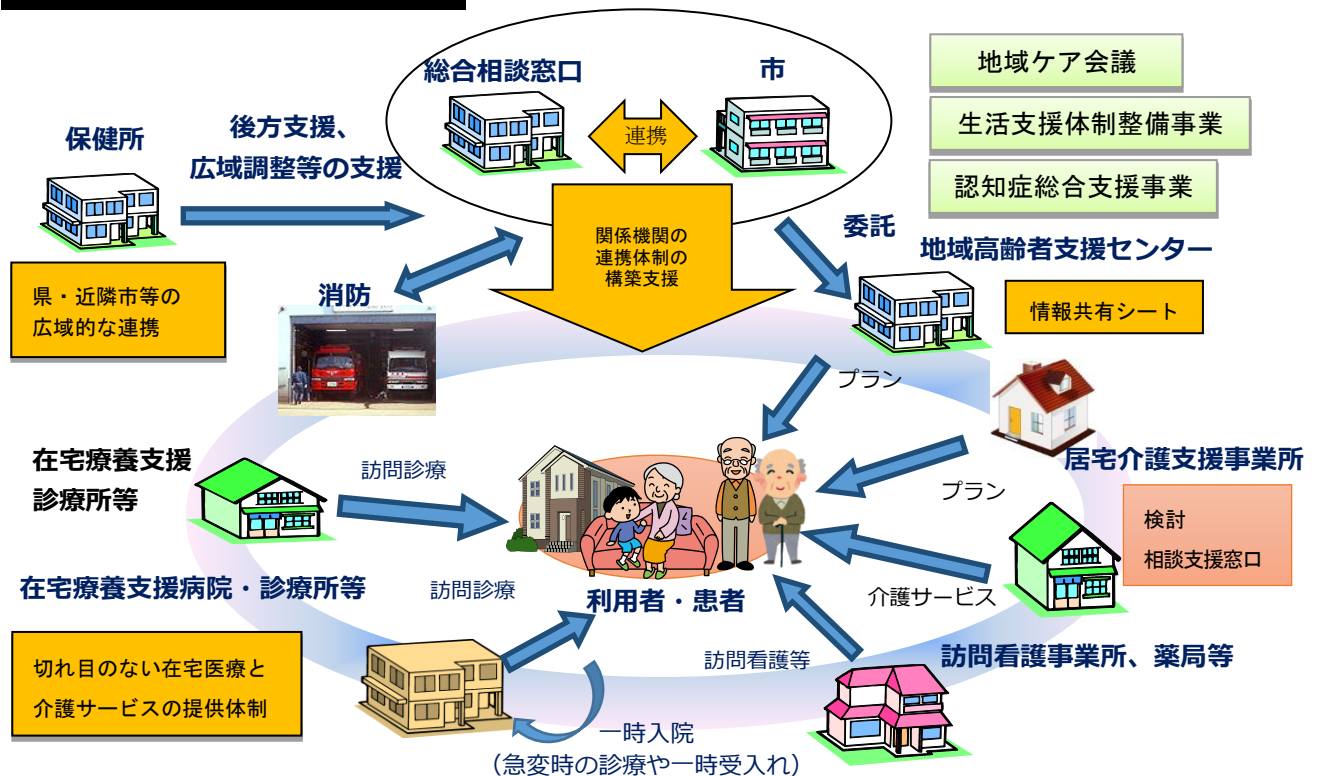 総合相談窓口
市
連携
地域ケア会議
生活支援体制整備事業
認知症総合支援事業
保健所
後方支援、
広域調整等の支援
県・近隣市等の
広域的な連携
消防
関係機関の
連携体制の
構築支援
委託
地域高齢者支援センター
情報共有シート
プラン
居宅介護支援事業所
プラン
検討
相談支援窓口
在宅療養支援
診療所等
訪問診療
在宅療養支援病院・診療所等
訪問診療
利用者・患者
介護サービス
切れ目のない在宅医療と
介護サービスの提供体制
訪問看護等
訪問看護事業所、薬局等
一時入院
（急変時の診療や一時受入れ）